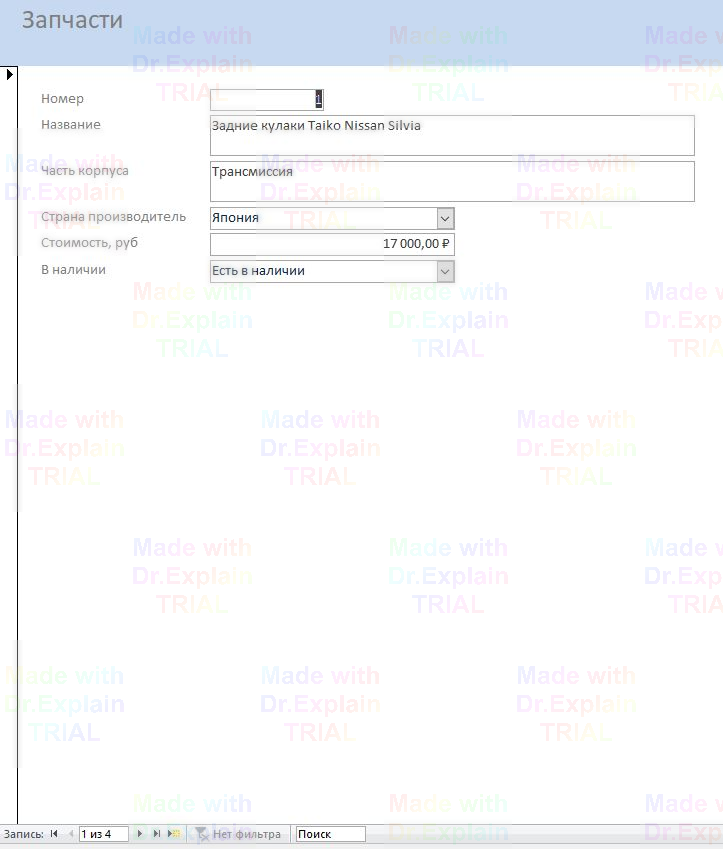 Запчасти
Номер 1
Название Задние кулаки Taiko Nissan Silvia
Часть корпуса Трансмиссия
Страна производитель Япония
Стоимость, руб 17 000,00 ₽
В наличии Есть в наличии
Запись: 1 из 4 Нет фильтра Поиск
Made with Dr.Explain TRIAL